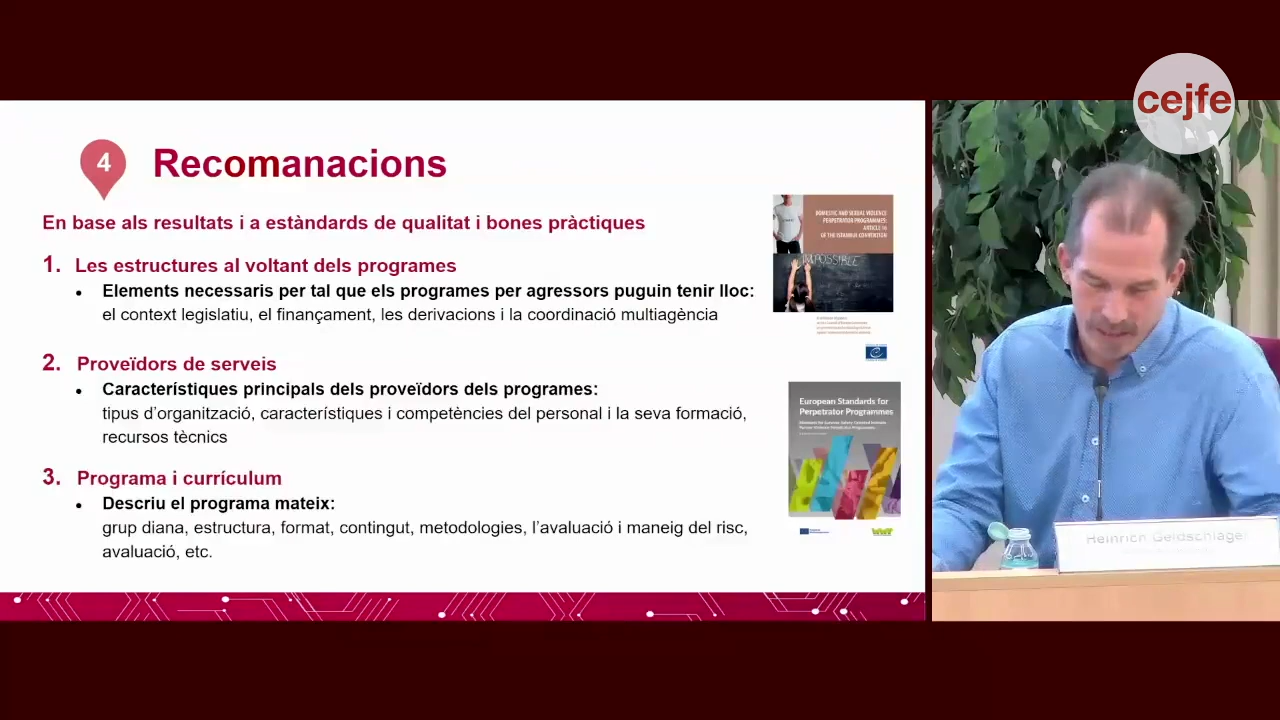 cejfe
4
Recomanacions
En base als resultats i a estàndards de qualitat i bones pràctiques
1. Les estructures al voltant dels programes
• Elements necessaris per tal que els programes per agressors puguin tenir lloc:
el context legislatiu, el finançament, les derivacions i la coordinació multiagència
2. Proveïdors de serveis
• Característiques principals dels proveïdors dels programes:
tipus d'organització, característiques i competències del personal i la seva formació,
recursos tècnics
3. Programa i currículum
• Descriu el programa mateix:
grup diana, estructura, format, contingut, metodologies, l'avaluació i maneig del risc,
avaluació, etc.
DOMESTIC AND SEXUAL VIOLENCE
PERPETRATOR PROGRAMMES:
ARTICLE 16
OF THE ISTANBUL CONVENTION
IMPOSSIBLE
European Standards for
Perpetrator Programmes
Heinrich Geldschläger